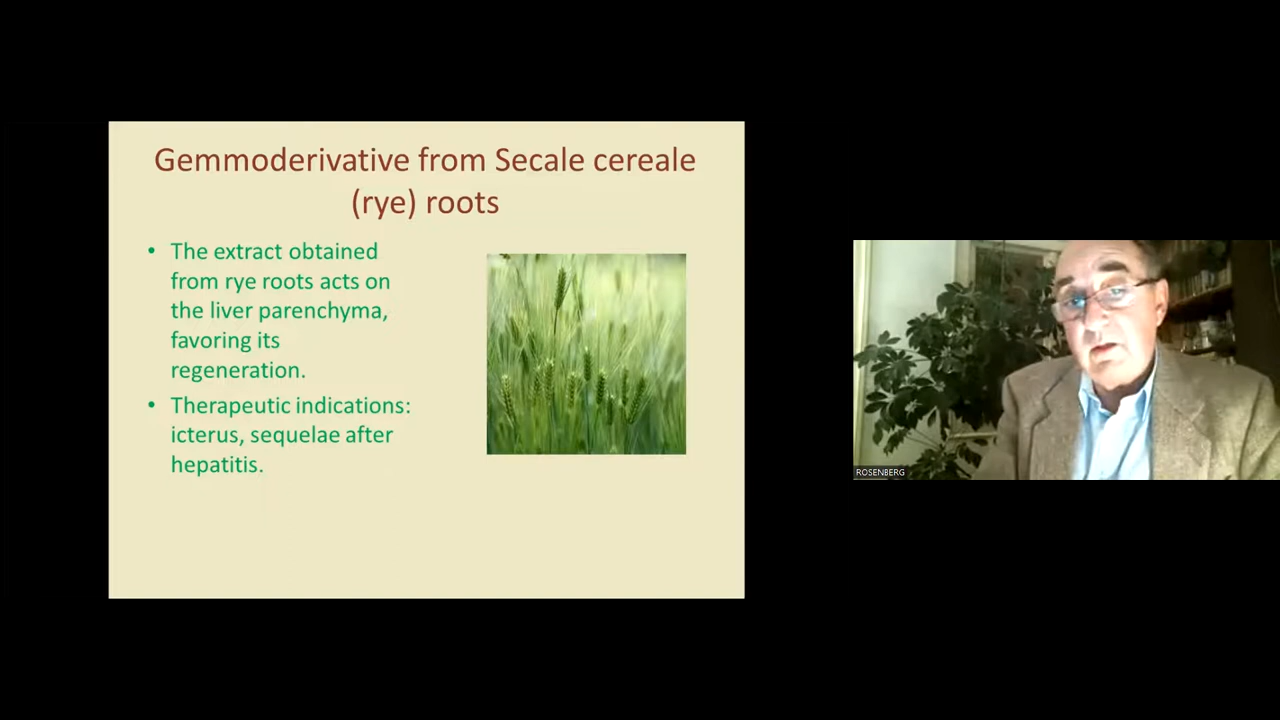 Gemmoderivative from Secale cereale
(rye) roots
• The extract obtained
from rye roots acts on
the liver parenchyma,
favoring its
regeneration.
• Therapeutic indications:
icterus, sequelae after
hepatitis.
ROSENBERG